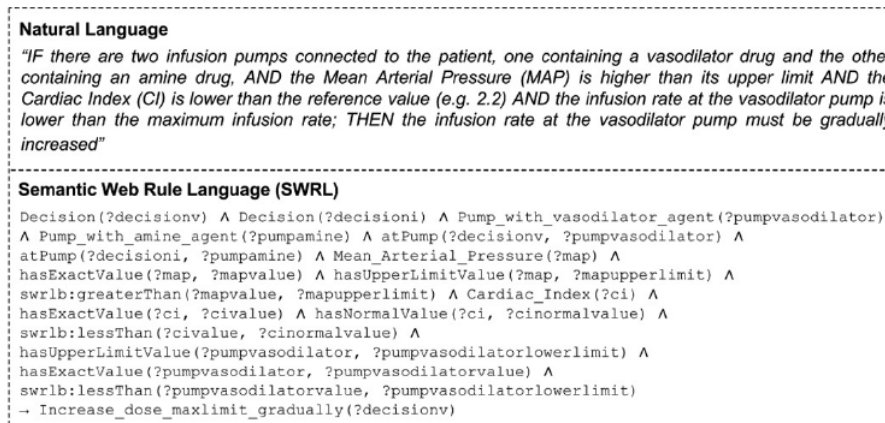 Natural Language
"IF there are two infusion pumps connected to the patient, one containing a vasodilator drug and the othe
containing an amine drug, AND the Mean Arterial Pressure (MAP) is higher than its upper limit AND the
Cardiac Index (CI) is lower than the reference value (e.g. 2.2) AND the infusion rate at the vasodilator pump i
lower than the maximum infusion rate; THEN the infusion rate at the vasodilator pump must be gradually
increased"
Semantic Web Rule Language (SWRL)
Decision(?decisionv) Λ Decision(?decisioni) Λ Pump_with_vasodilator_agent(?pumpvasodilator)
Λ Pump_with_amine_agent(?pumpamine) Λ atPump(?decisionv, ?pumpvasodilator) Λ
atPump(?decisioni, ?pumpamine) Λ Mean_Arterial_Pressure(?map) Λ
hasExactValue(?map, ?mapvalue) Λ hasUpperLimitValue(?map, ?mapupperlimit) Λ
swrlb:greaterThan(?mapvalue, ?mapupperlimit) Λ Cardiac_Index(?ci) Λ
hasExactValue(?ci, ?civalue) Λ hasNormalValue(?ci, ?cinormalvalue) Λ
swrlb:lessThan(?civalue, ?cinormalvalue) Λ
hasUpperLimitValue(?pumpvasodilator, ?pumpvasodilatorlowerlimit) Λ
hasExactValue(?pumpvasodilator, ?pumpvasodilatorvalue) Λ
swrlb:lessThan(?pumpvasodilatorvalue, ?pumpvasodilatorlowerlimit)
→ Increase_dose_maxlimit_gradually(?decisionv)